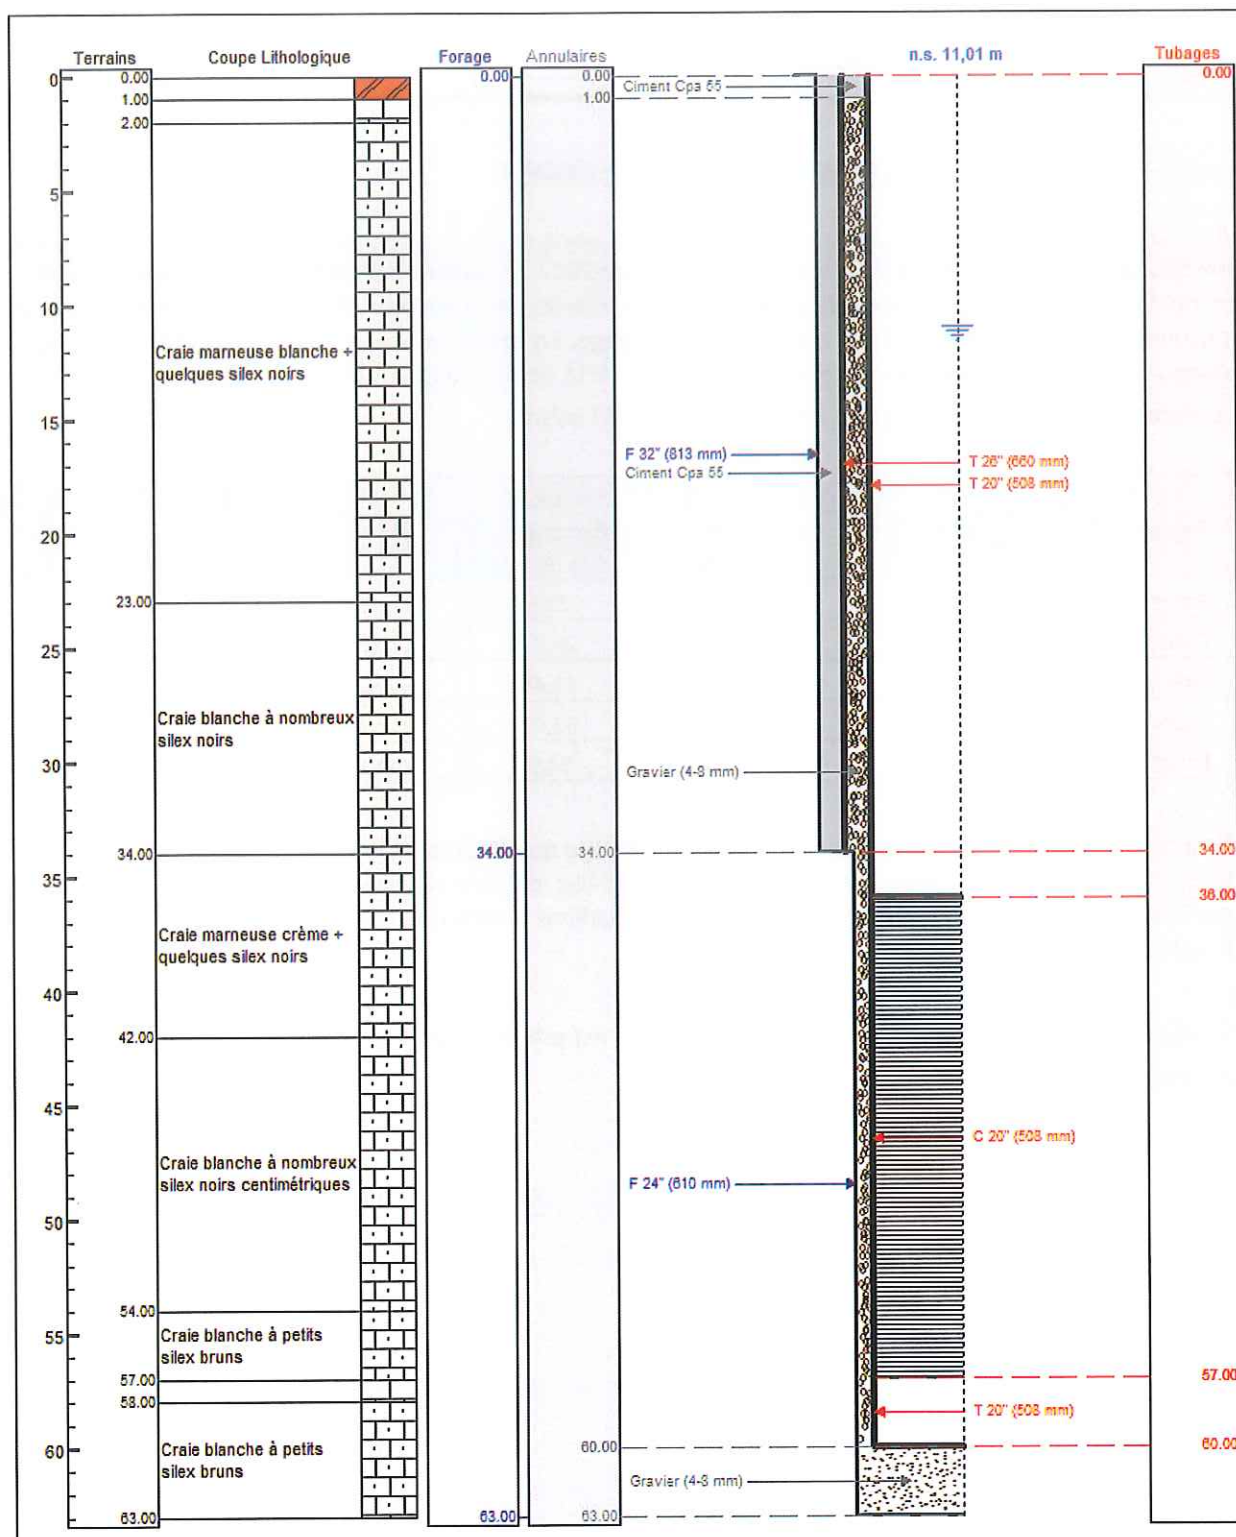 Terrains
Coupe Lithologique
Forage
Annulaires
n.s. 11,01 m
Tubages
0
5
10
15
20
25
30
35
40
45
50
55
60
0.00
1.00
2.00
23.00
34.00
42.00
54.00
57.00
58.00
63.00
Craie marneuse blanche +
quelques silex noirs
Craie blanche à nombreux
silex noirs
Craie marneuse crème +
quelques silex noirs
Craie blanche à nombreux
silex noirs centimétriques
Craie blanche à petits
silex bruns
Craie blanche à petits
silex bruns
0.00
34.00
63.00
0.00
1.00
34.00
60.00
63.00
Ciment Cpa 55
F 32" (813 mm)
Ciment Cpa 55
Gravier (4-8 mm)
F 24" (610 mm)
Gravier (4-8 mm)
T 26" (660 mm)
T 20" (508 mm)
C 20" (508 mm)
T 20" (508 mm)
0.00
34.00
36.00
57.00
60.00